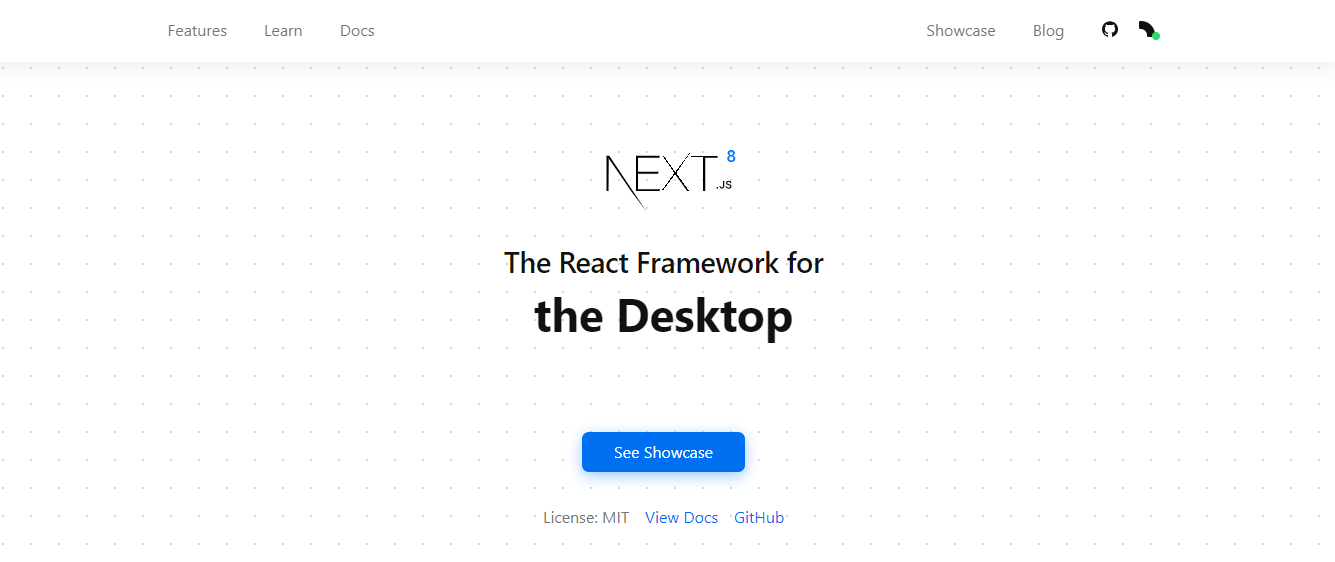 Features Learn Docs Showcase Blog
NEXT.JS 8
The React Framework for
the Desktop
See Showcase
License: MIT View Docs GitHub